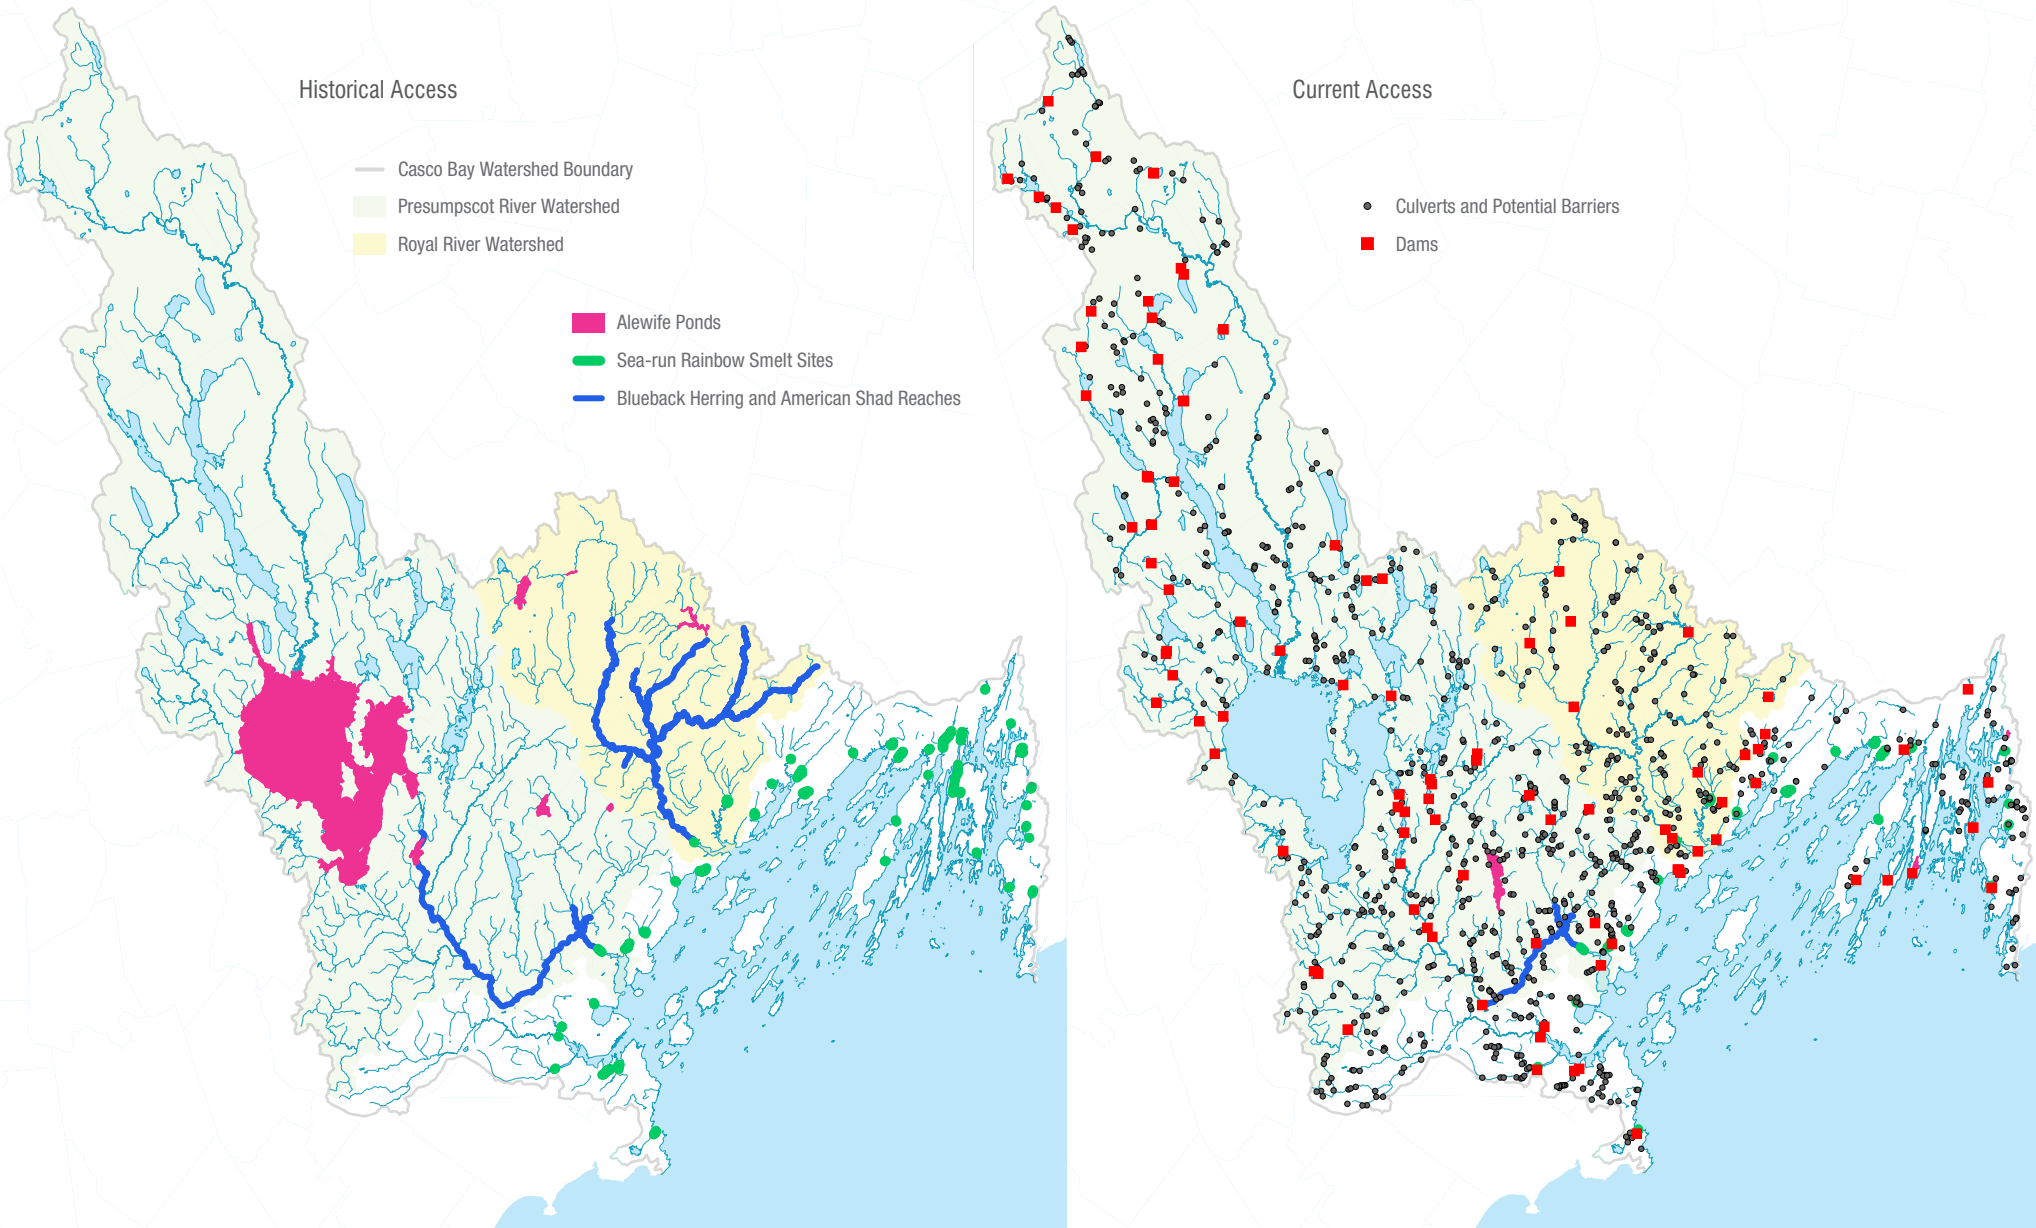 Historical Access
Casco Bay Watershed Boundary
Presumpscot River Watershed
Royal River Watershed
Alewife Ponds
Sea-run Rainbow Smelt Sites
Blueback Herring and American Shad Reaches
Current Access
Culverts and Potential Barriers
Dams